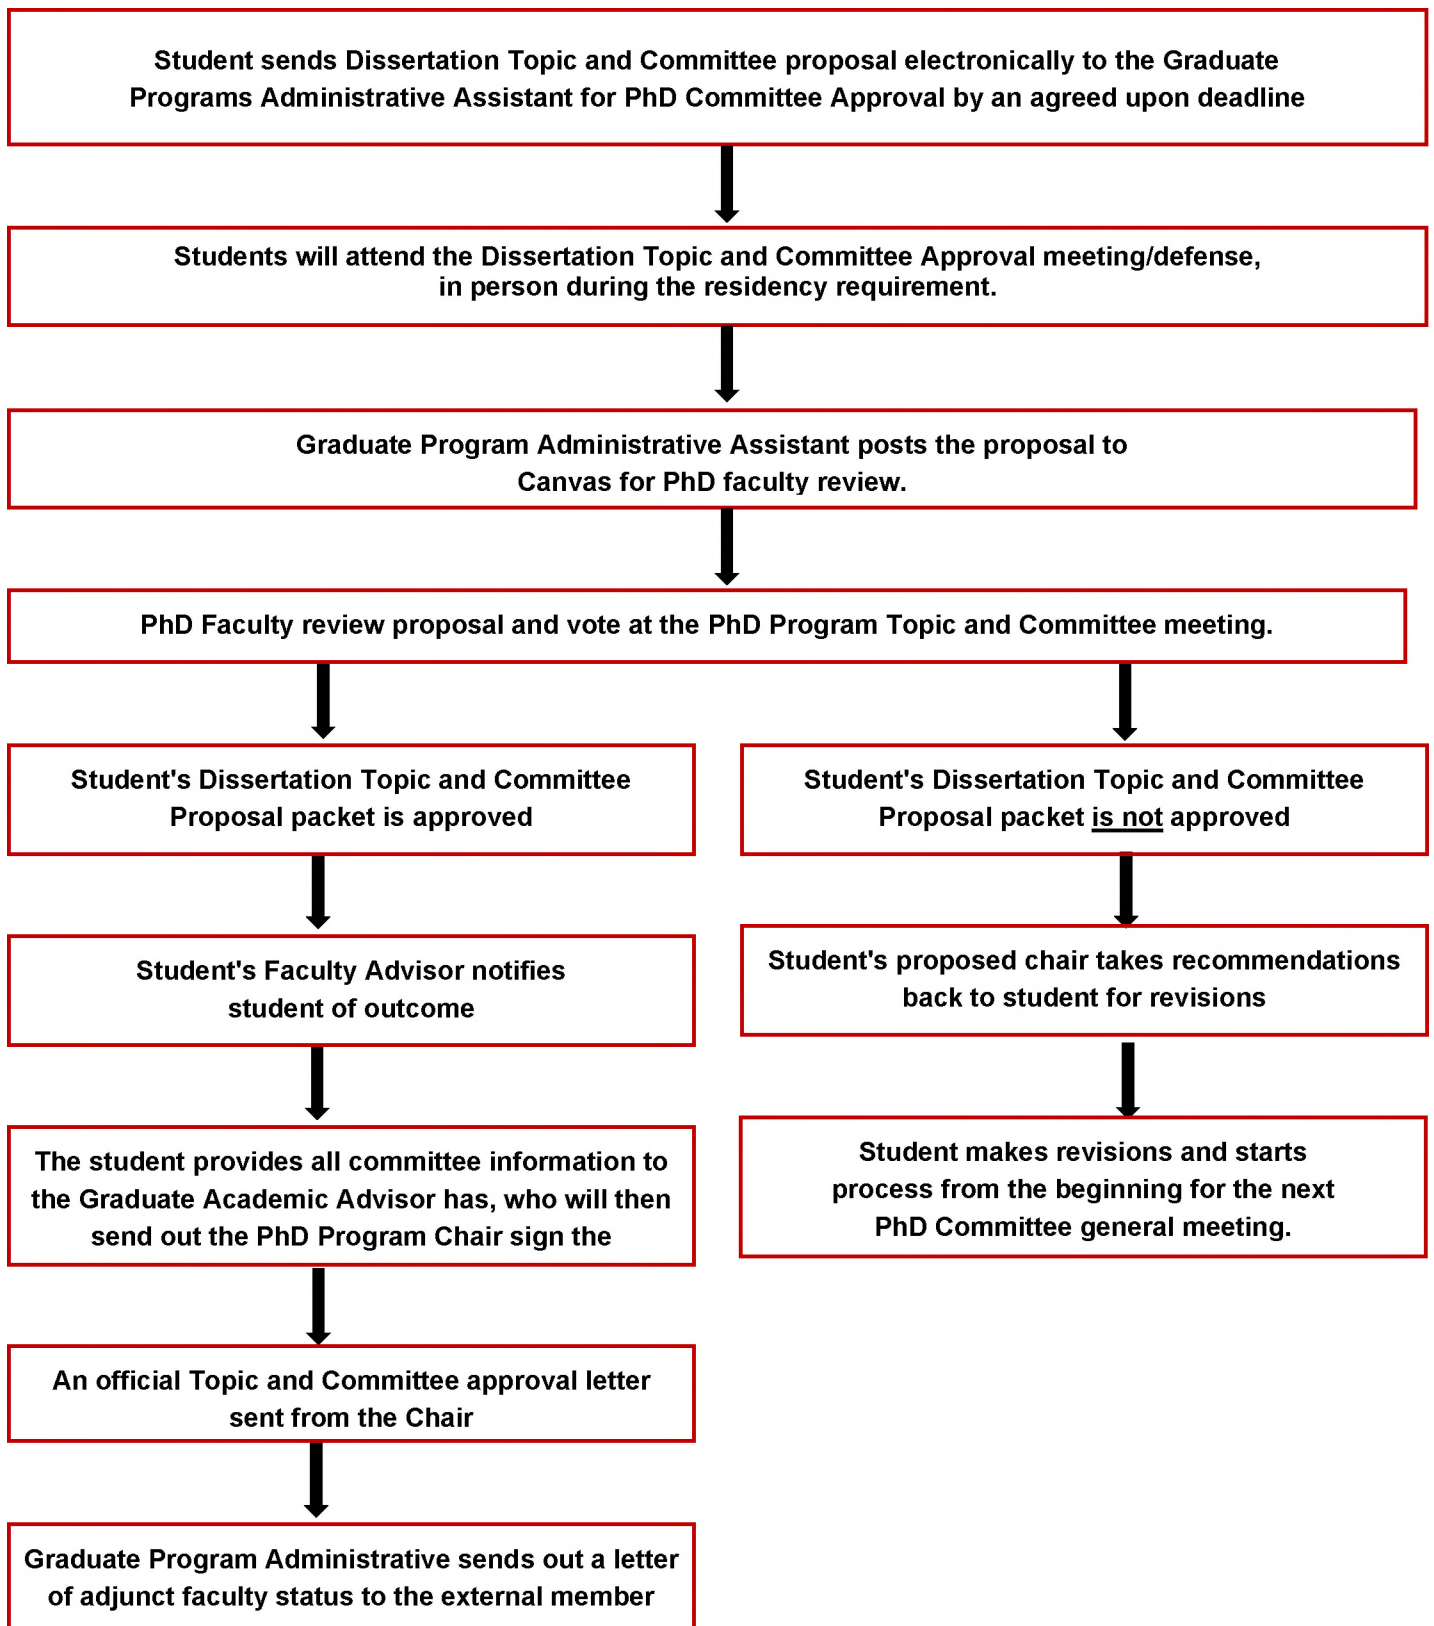 Student sends Dissertation Topic and Committee proposal electronically to the Graduate
Programs Administrative Assistant for PhD Committee Approval by an agreed upon deadline
Students will attend the Dissertation Topic and Committee Approval meeting/defense,
in person during the residency requirement.
Graduate Program Administrative Assistant posts the proposal to
Canvas for PhD faculty review.
PhD Faculty review proposal and vote at the PhD Program Topic and Committee meeting.
Student's Dissertation Topic and Committee
Proposal packet is approved
Student's Faculty Advisor notifies
student of outcome
The student provides all committee information to
the Graduate Academic Advisor has, who will then
send out the PhD Program Chair sign the
An official Topic and Committee approval letter
sent from the Chair
Graduate Program Administrative sends out a letter
of adjunct faculty status to the external member
Student's Dissertation Topic and Committee
Proposal packet is not approved
Student's proposed chair takes recommendations
back to student for revisions
Student makes revisions and starts
process from the beginning for the next
PhD Committee general meeting.